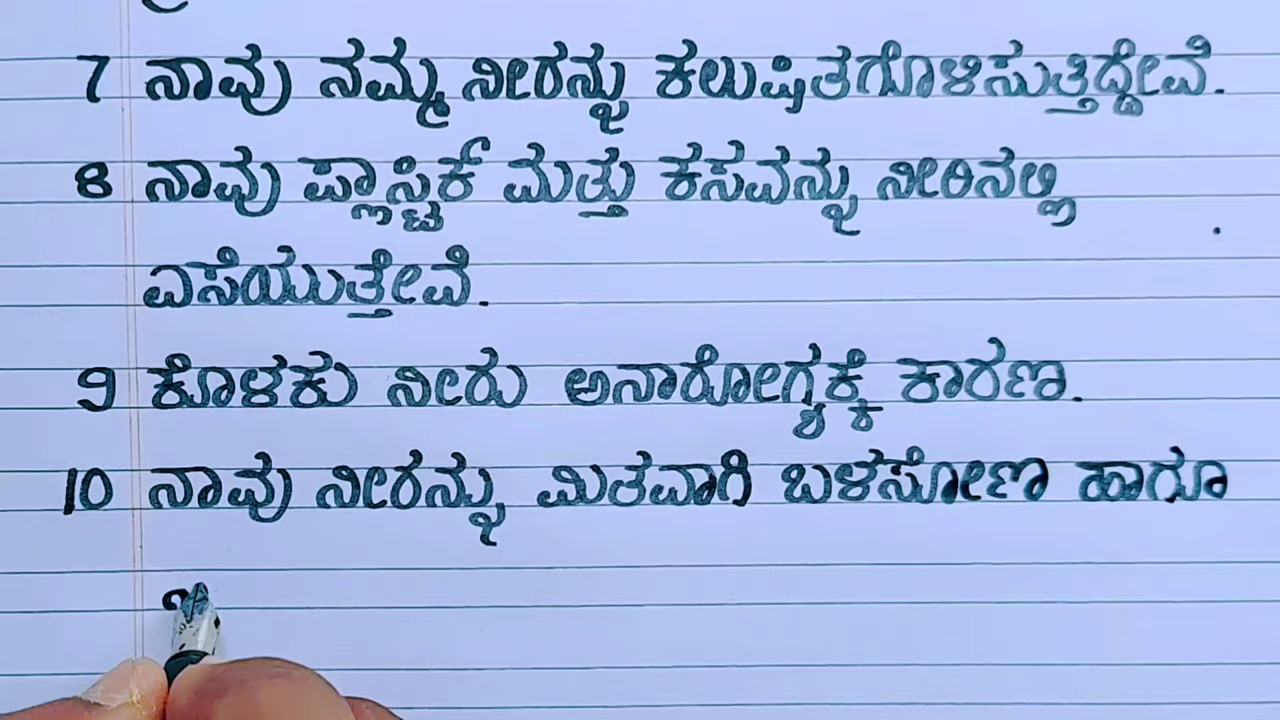 7 ನಾವು ನಮ್ಮ ನೀರನ್ನು ಕಲುಷಿತಗೊಳಿಸುತ್ತಿದ್ದೇವೆ.
8 ನಾವು ಪ್ಲಾಸ್ಟಿಕ್ ಮತ್ತು ಕಸವನ್ನು ನೀರಿನಲ್ಲಿ
ಎಸೆಯುತ್ತೇವೆ.
9 ಕೊಳಕು ನೀರು ಅನಾರೋಗ್ಯಕ್ಕೆ ಕಾರಣ.
10 ನಾವು ನೀರನ್ನು ಮಿತವಾಗಿ ಬಳಸೋಣ ಹಾಗೂ